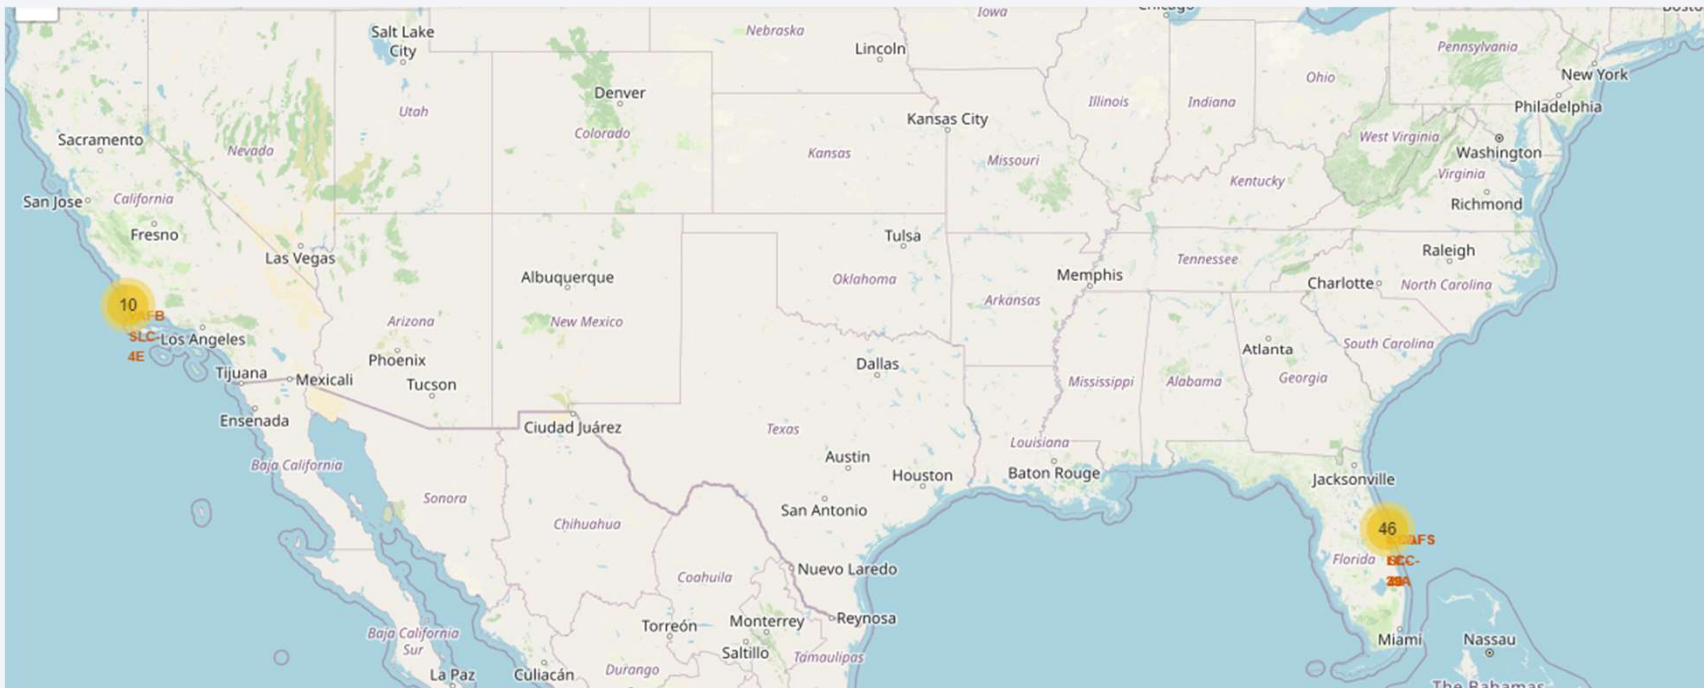 Iowa
Chicago
Salt Lake
City
Nebraska
Lincoln
Pennsylvania
New York
Denver
Ohio
Utah
Illinois
Indiana
Philadelphia
Kansas City
Colorado
Sacramento
Nevada
Kansas
Missouri
West Virginia
Washington
Kentucky
Virginia
San Jose
California
Richmond
Fresno
Tulsa
Raleigh
Las Vegas
Tennessee
Albuquerque
Oklahoma
Memphis
Charlotte
North Carolina
Arkansas
10
VAFB
SLC-
4E
Los Angeles
Arizona
New Mexico
South Carolina
Atlanta
Phoenix
Dallas
Tijuana
Mexicali
Tucson
Mississippi
Alabama
Georgia
Ensenada
Ciudad Juárez
Texas
Louisiana
Austin
Baja California
Houston
Baton Rouge
Jacksonville
Sonora
San Antonio
Chihuahua
46
Florida
Nuevo Laredo
Coahuila
Reynosa
Torreón
Monterrey
Baja California
Sur
Miami
Nassau
Saltillo
Tamaulipas
Durango
La Paz
Culiacán
The Bahamas